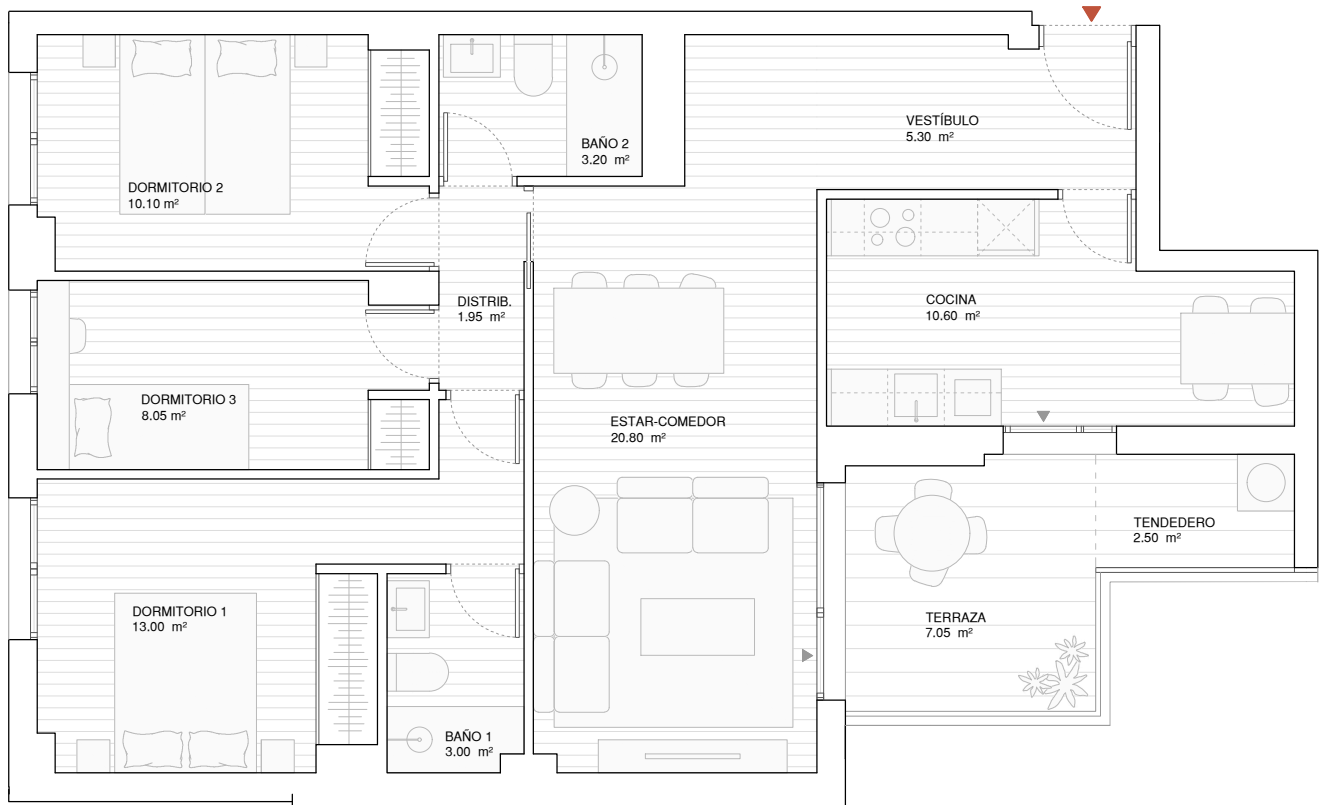 VESTÍBULO
5.30 m²
BAÑO 2
3.20 m²
DORMITORIO 2
10.10 m²
DISTRIB.
1.95 m²
COCINA
10.60 m²
DORMITORIO 3
8.05 m²
ESTAR-COMEDOR
20.80 m²
TENDEDERO
2.50 m²
DORMITORIO 1
13.00 m²
TERRAZA
7.05 m²
BAÑO 1
3.00 m²